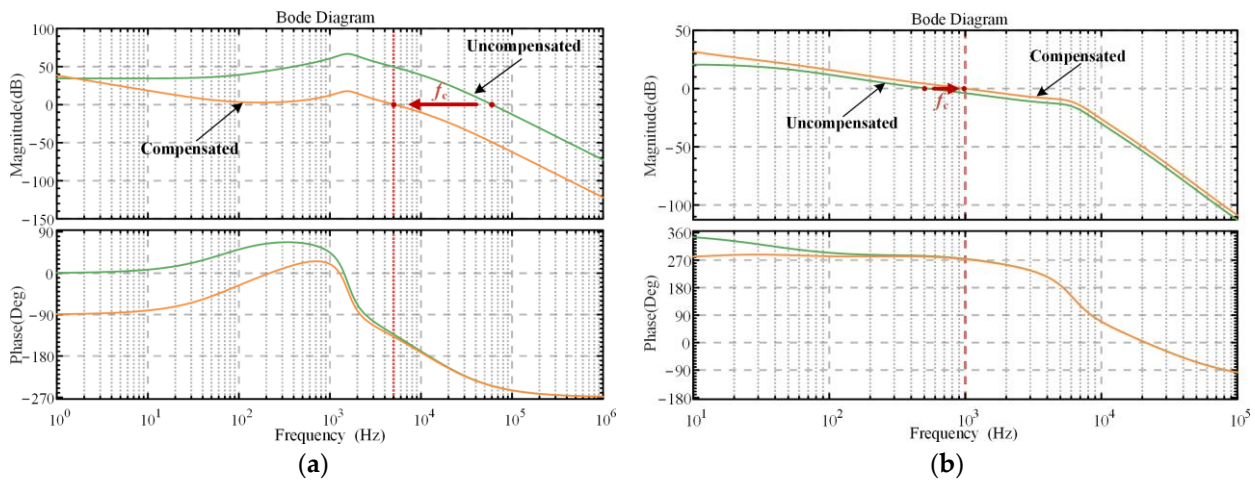 Bode Diagram
Magnitude(dB)
100
50
0
-50
-100
-150
Uncompensated
f_c
Compensated
Phase(Deg)
90
0
-90
-180
-270
10^0 10^1 10^2 10^3 10^4 10^5 10^6
Frequency (Hz)
(a)
Bode Diagram
Magnitude(dB)
50
0
-50
-100
Compensated
f_c
Uncompensated
Phase(Deg)
360
270
180
90
0
-90
-180
10^1 10^2 10^3 10^4 10^5
Frequency (Hz)
(b)